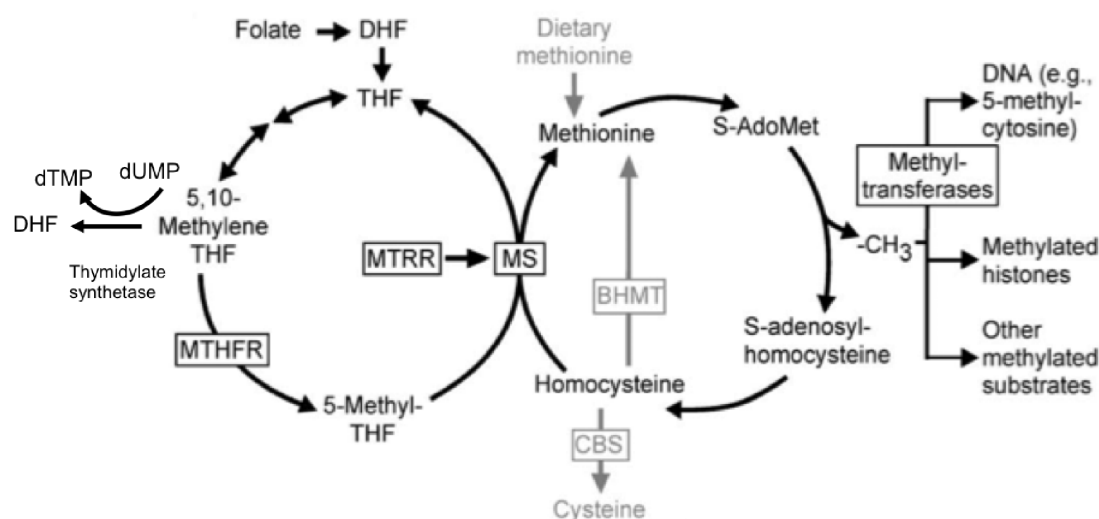 Folate
DHF
THF
Dietary
methionine
Methionine
S-AdoMet
DNA (e.g.,
5-methyl-
cytosine)
Methyl-
transferases
dTMP
dUMP
DHF
5,10-
Methylene
THF
Thymidylate
synthetase
MTRR
MS
BHMT
-CH3
Methylated
histones
MTHFR
S-adenosyl-
homocysteine
Other
methylated
substrates
5-Methyl-
THF
Homocysteine
CBS
Cysteine